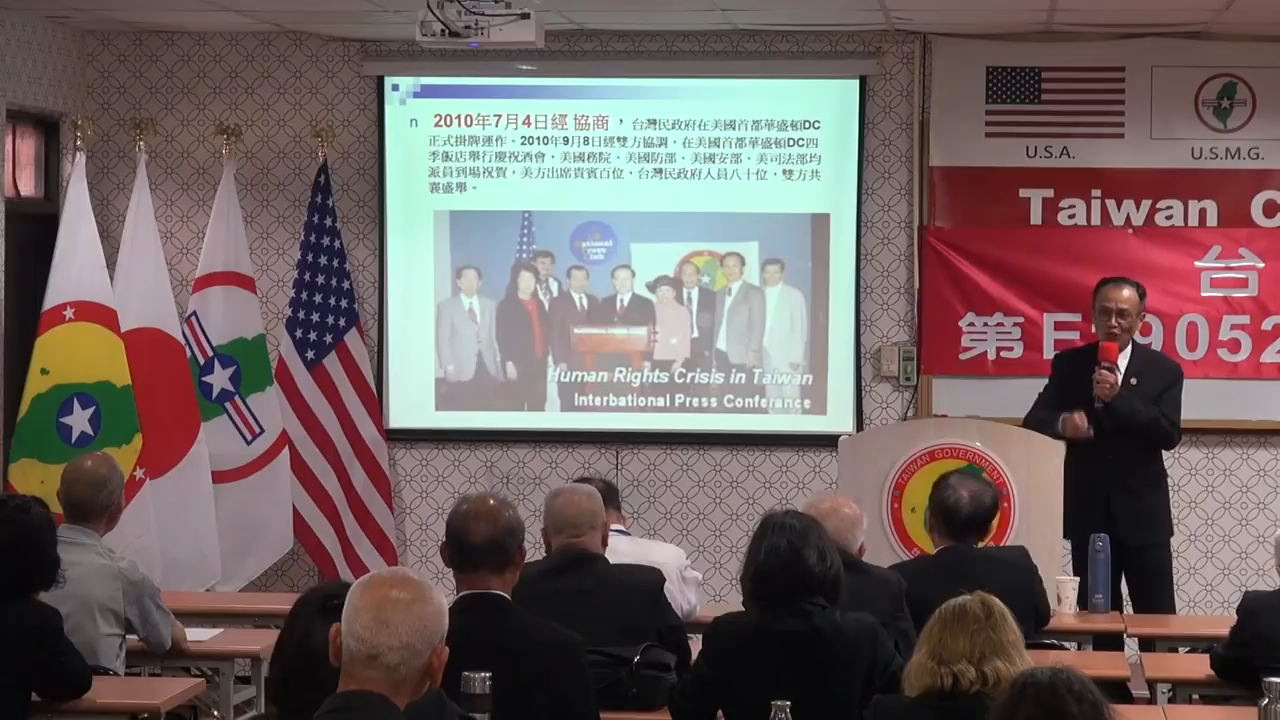 n 2010年7月4日經 協商，台灣民政府在美國首都華盛頓DC
正式掛牌運作。2010年9月8日經雙方協調，在美國首都華盛頓DC四
季飯店舉行慶祝酒會，美國務院、美國防部、美國安部、美司法部均
派員到場祝賀，美方出席貴賓百位，台灣民政府人員八十位，雙方共
襄盛舉。
National
Press
Club
Human Rights Crisis in Taiwan
Interbational Press Conferance
U.S.A.
U.S.M.G.
Taiwan C
台
第
9052
TAIWAN GOVERNMENT